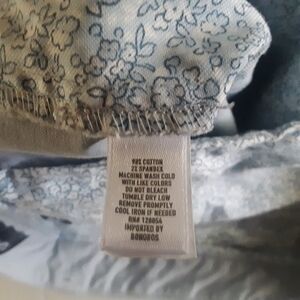 98% COTTON
2% SPANDEX
MACHINE WASH COLD
WITH LIKE COLORS
DO NOT BLEACH
TUMBLE DRY LOW
REMOVE PROMPTLY
COOL IRON IF NEEDED
RN# 128054
IMPORTED BY
BONOBOS